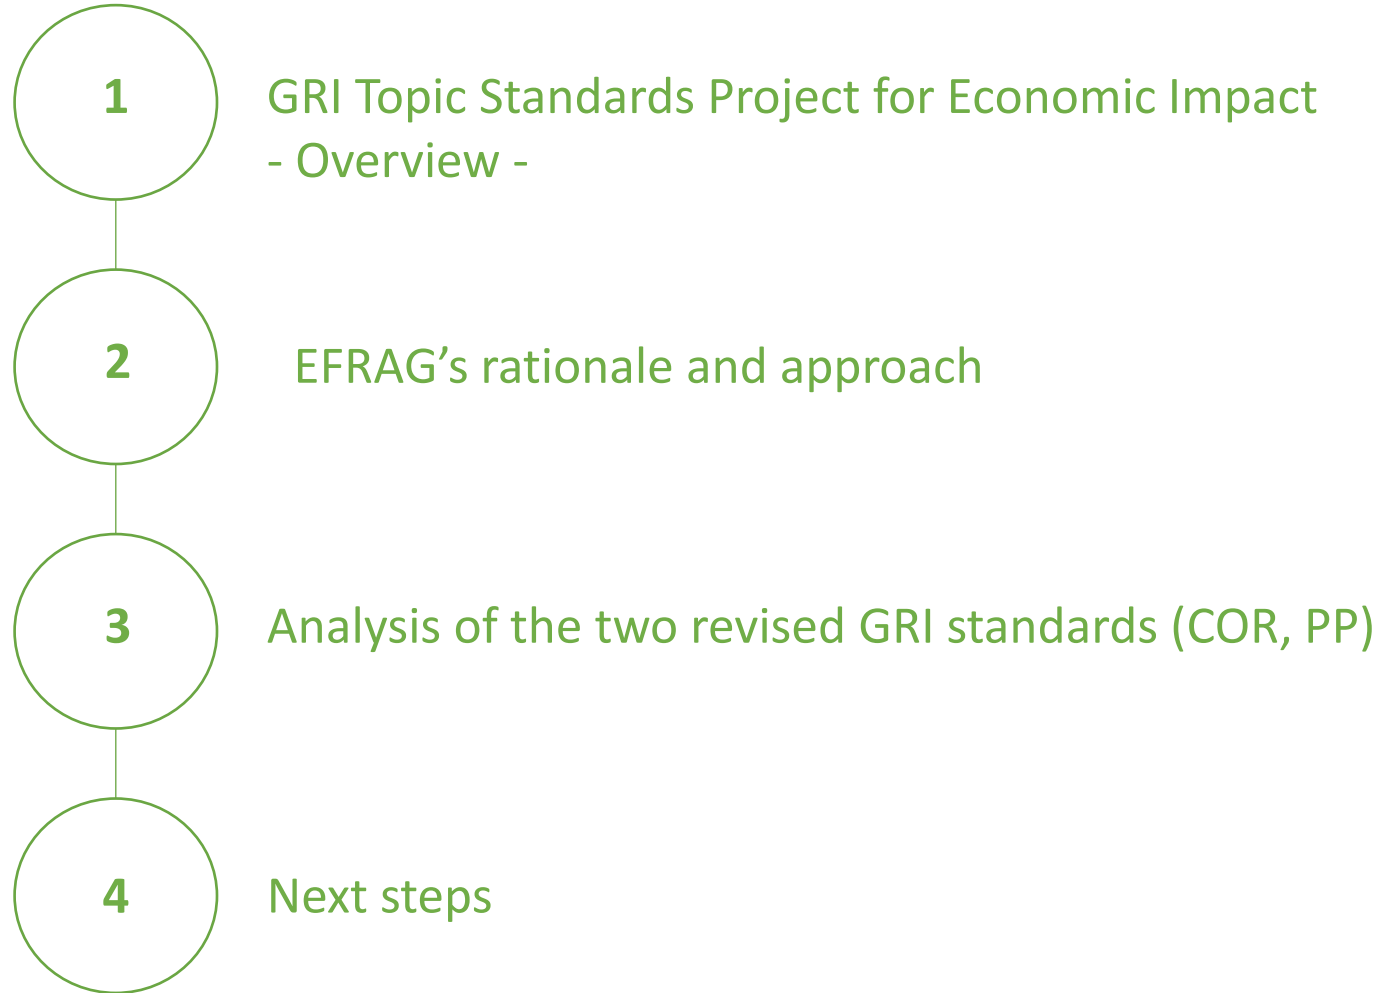 1
GRI Topic Standards Project for Economic Impact
- Overview -
2
EFRAG’s rationale and approach
3
Analysis of the two revised GRI standards (COR, PP)
4
Next steps